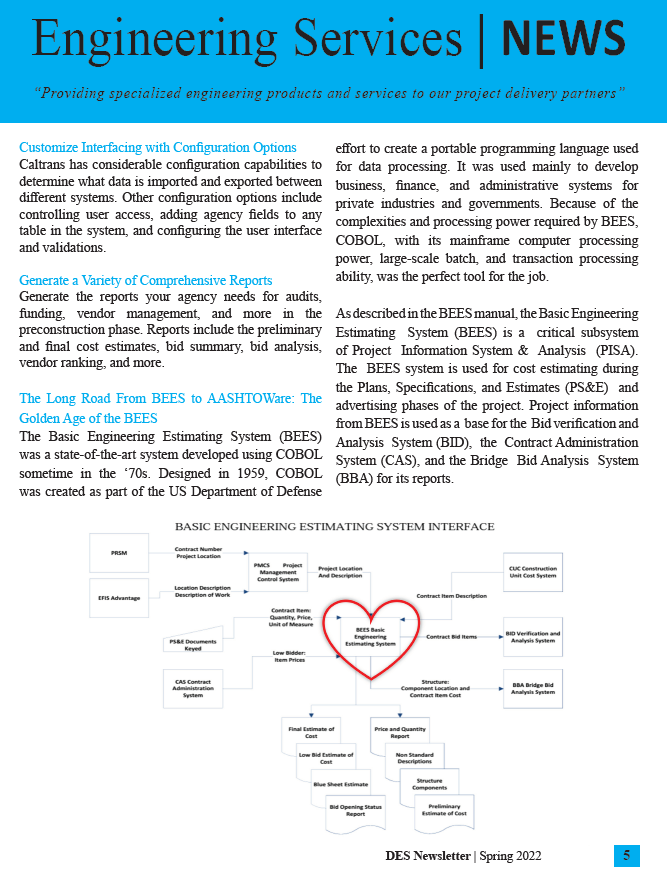 Engineering Services | NEWS
“Providing specialized engineering products and services to our project delivery partners”
Customize Interfacing with Configuration Options
Caltrans has considerable configuration capabilities to
determine what data is imported and exported between
different systems. Other configuration options include
controlling user access, adding agency fields to any
table in the system, and configuring the user interface
and validations.
Generate a Variety of Comprehensive Reports
Generate the reports your agency needs for audits,
funding, vendor management, and more in the
preconstruction phase. Reports include the preliminary
and final cost estimates, bid summary, bid analysis,
vendor ranking, and more.
The Long Road From BEES to AASHTOWare: The
Golden Age of the BEES
The Basic Engineering Estimating System (BEES)
was a state-of-the-art system developed using COBOL
sometime in the ‘70s. Designed in 1959, COBOL
was created as part of the US Department of Defense
effort to create a portable programming language used
for data processing. It was used mainly to develop
business, finance, and administrative systems for
private industries and governments. Because of the
complexities and processing power required by BEES,
COBOL, with its mainframe computer processing
power, large-scale batch, and transaction processing
ability, was the perfect tool for the job.
As described in the BEES manual, the Basic Engineering
Estimating System (BEES) is a critical subsystem
of Project Information System & Analysis (PISA).
The BEES system is used for cost estimating during
the Plans, Specifications, and Estimates (PS&E) and
advertising phases of the project. Project information
from BEES is used as a base for the Bid verification and
Analysis System (BID), the Contract Administration
System (CAS), and the Bridge Bid Analysis System
(BBA) for its reports.
BASIC ENGINEERING ESTIMATING SYSTEM INTERFACE
PRSM
Contract Number
Project Location
PMCS Project
Management
Control System
Project Location
And Description
CUC Construction
Unit Cost System
EFIS Advantage
Location Description
Description of Work
Contract Item Description
Contract Item:
Quantity, Price,
Unit of Measure
PS&E Documents
Keyed
BEES Basic
Engineering
Estimating System
Contract Bid Items
BID Verification and
Analysis System
Low Bidder:
Item Prices
CAS Contract
Administration
System
Structure:
Component Location and
Contract Item Cost
BBA Bridge Bid
Analysis System
Final Estimate of
Cost
Low Bid Estimate of
Cost
Blue Sheet Estimate
Bid Opening Status
Report
Price and Quantity
Report
Non Standard
Descriptions
Structure
Components
Preliminary
Estimate of Cost
DES Newsletter | Spring 2022
5